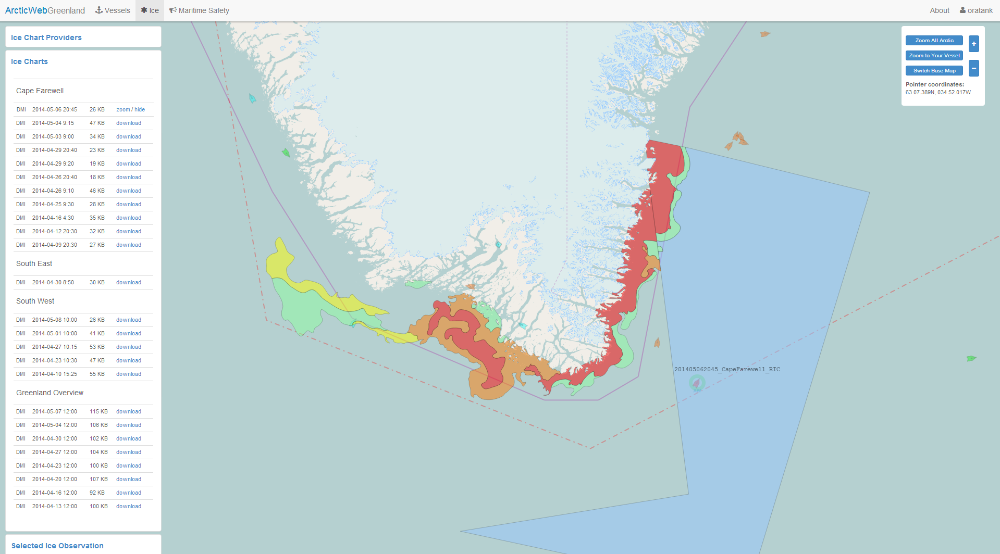 ArcticWebGreenland Vessels Ice Maritime Safety About oratank
Ice Chart Providers
Ice Charts
Cape Farewell
DMI 2014-05-06 20:45 26 KB zoom / hide
DMI 2014-05-04 9:15 47 KB download
DMI 2014-05-03 9:00 34 KB download
DMI 2014-04-29 20:40 23 KB download
DMI 2014-04-29 9:20 19 KB download
DMI 2014-04-26 20:40 18 KB download
DMI 2014-04-26 9:10 46 KB download
DMI 2014-04-25 9:30 28 KB download
DMI 2014-04-16 4:30 35 KB download
DMI 2014-04-12 20:30 32 KB download
DMI 2014-04-09 20:30 27 KB download
South East
DMI 2014-04-30 8:50 30 KB download
South West
DMI 2014-05-08 10:00 26 KB download
DMI 2014-05-01 10:00 41 KB download
DMI 2014-04-27 10:15 53 KB download
DMI 2014-04-23 10:30 47 KB download
DMI 2014-04-10 15:25 55 KB download
Greenland Overview
DMI 2014-05-07 12:00 115 KB download
DMI 2014-05-04 12:00 106 KB download
DMI 2014-04-30 12:00 102 KB download
DMI 2014-04-27 12:00 104 KB download
DMI 2014-04-23 12:00 100 KB download
DMI 2014-04-20 12:00 107 KB download
DMI 2014-04-16 12:00 92 KB download
DMI 2014-04-13 12:00 100 KB download
Selected Ice Observation
Zoom All Arctic +
Zoom to Your Vessel
Switch Base Map −
Pointer coordinates:
63 07.389N, 034 52.017W
201405062045_CapeFarewell_RIC
AW